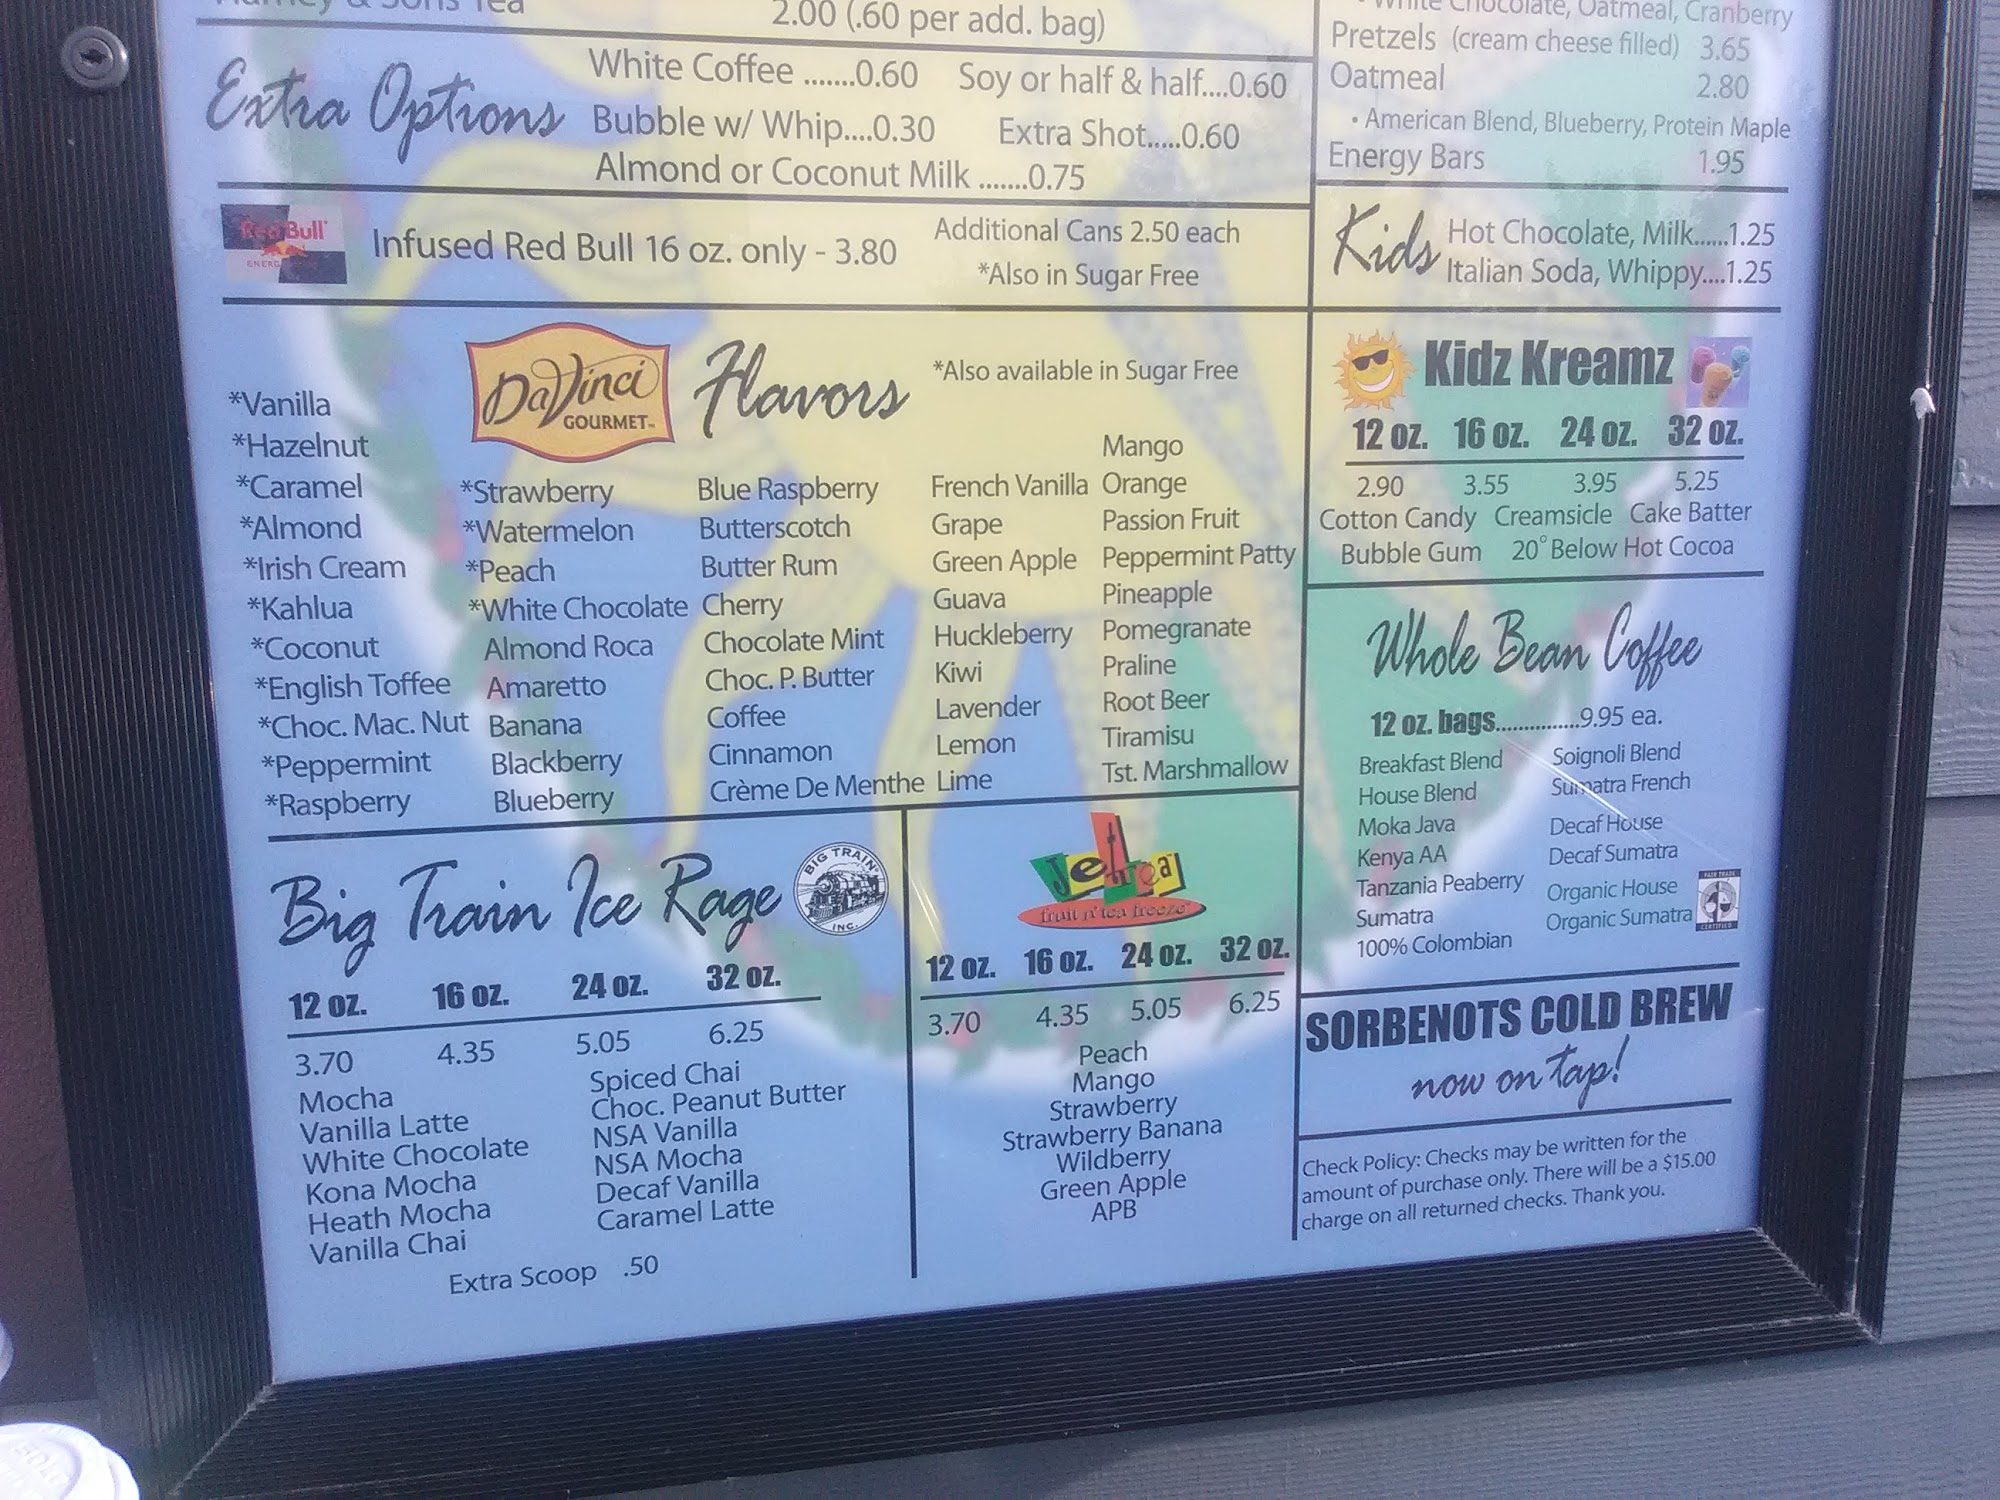 Harney & Sons Tea
2.00 (.60 per add. bag)
Extra Options
White Coffee .......0.60 Soy or half & half....0.60
Bubble w/ Whip....0.30 Extra Shot.....0.60
Almond or Coconut Milk .......0.75
• White Chocolate, Oatmeal, Cranberry
Pretzels (cream cheese filled) 3.65
Oatmeal 2.80
• American Blend, Blueberry, Protein Maple
Energy Bars 1.95
Red Bull
ENERGY
Infused Red Bull 16 oz. only - 3.80
Additional Cans 2.50 each
*Also in Sugar Free
Kids
Hot Chocolate, Milk......1.25
Italian Soda, Whippy....1.25
DaVinci
GOURMET
Flavors
*Also available in Sugar Free
*Vanilla
*Hazelnut
*Caramel
*Almond
*Irish Cream
*Kahlua
*Coconut
*English Toffee
*Choc. Mac. Nut
*Peppermint
*Raspberry
*Strawberry
*Watermelon
*Peach
*White Chocolate
Almond Roca
Amaretto
Banana
Blackberry
Blueberry
Blue Raspberry
Butterscotch
Butter Rum
Cherry
Chocolate Mint
Choc. P. Butter
Coffee
Cinnamon
Crème De Menthe
French Vanilla
Grape
Green Apple
Guava
Huckleberry
Kiwi
Lavender
Lemon
Lime
Mango
Orange
Passion Fruit
Peppermint Patty
Pineapple
Pomegranate
Praline
Root Beer
Tiramisu
Tst. Marshmallow
Kidz Kreamz
12 oz. 16 oz. 24 oz. 32 oz.
2.90 3.55 3.95 5.25
Cotton Candy Creamsicle Cake Batter
Bubble Gum 20° Below Hot Cocoa
Whole Bean Coffee
12 oz. bags..............9.95 ea.
Breakfast Blend
House Blend
Moka Java
Kenya AA
Tanzania Peaberry
Sumatra
100% Colombian
Soignoli Blend
Sumatra French
Decaf House
Decaf Sumatra
Organic House
Organic Sumatra
FAIR TRADE
CERTIFIED
Big Train Ice Rage
BIG TRAIN
INC.
12 oz. 16 oz. 24 oz. 32 oz.
3.70 4.35 5.05 6.25
Mocha
Vanilla Latte
White Chocolate
Kona Mocha
Heath Mocha
Vanilla Chai
Spiced Chai
Choc. Peanut Butter
NSA Vanilla
NSA Mocha
Decaf Vanilla
Caramel Latte
Extra Scoop .50
Jettea
fruit n' tea freeze
12 oz. 16 oz. 24 oz. 32 oz.
3.70 4.35 5.05 6.25
Peach
Mango
Strawberry
Strawberry Banana
Wildberry
Green Apple
APB
SORBENOTS COLD BREW
now on tap!
Check Policy: Checks may be written for the
amount of purchase only. There will be a $15.00
charge on all returned checks. Thank you.